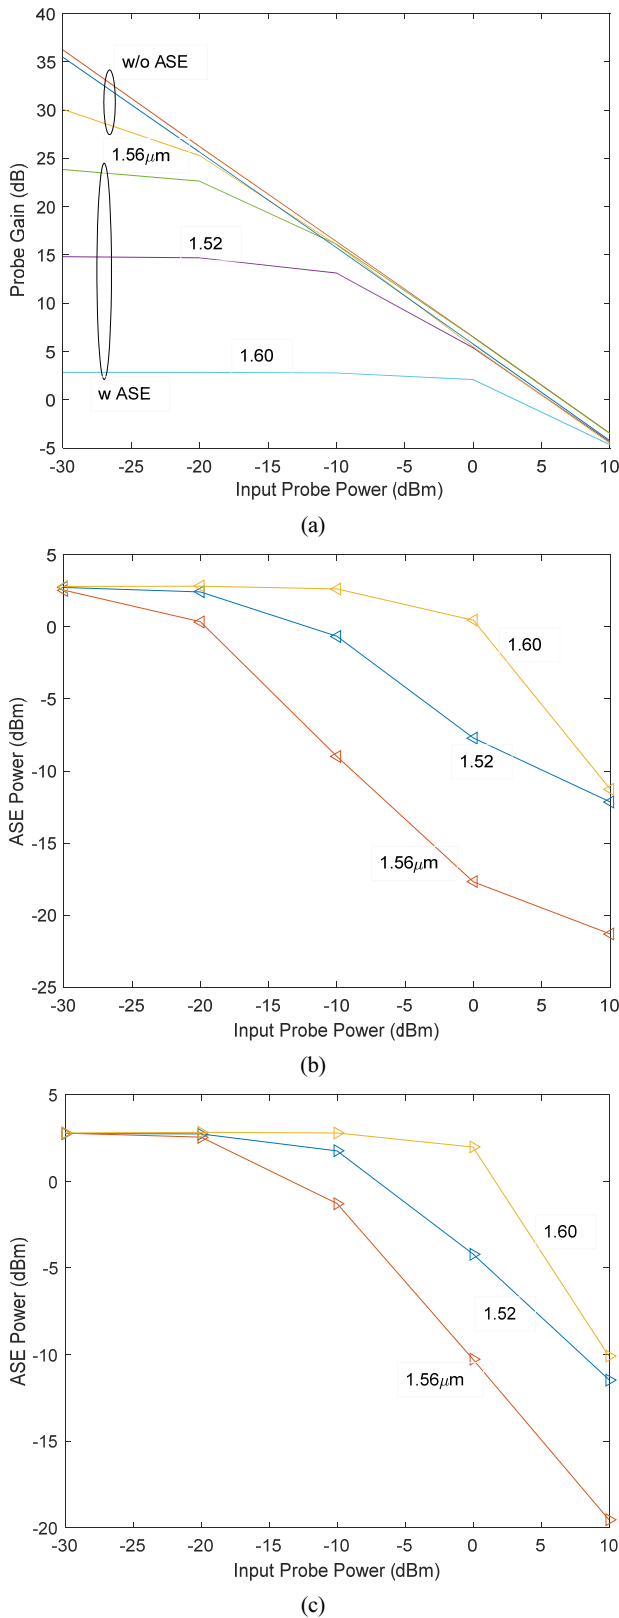 40
35
30
25
20
15
10
5
0
-5
Probe Gain (dB)
w/o ASE
1.56μm
1.52
1.60
w ASE
-30 -25 -20 -15 -10 -5 0 5 10
Input Probe Power (dBm)
(a)
5
0
-5
-10
-15
-20
-25
ASE Power (dBm)
1.60
1.52
1.56μm
-30 -25 -20 -15 -10 -5 0 5 10
Input Probe Power (dBm)
(b)
5
0
-5
-10
-15
-20
ASE Power (dBm)
1.60
1.52
1.56μm
-30 -25 -20 -15 -10 -5 0 5 10
Input Probe Power (dBm)
(c)